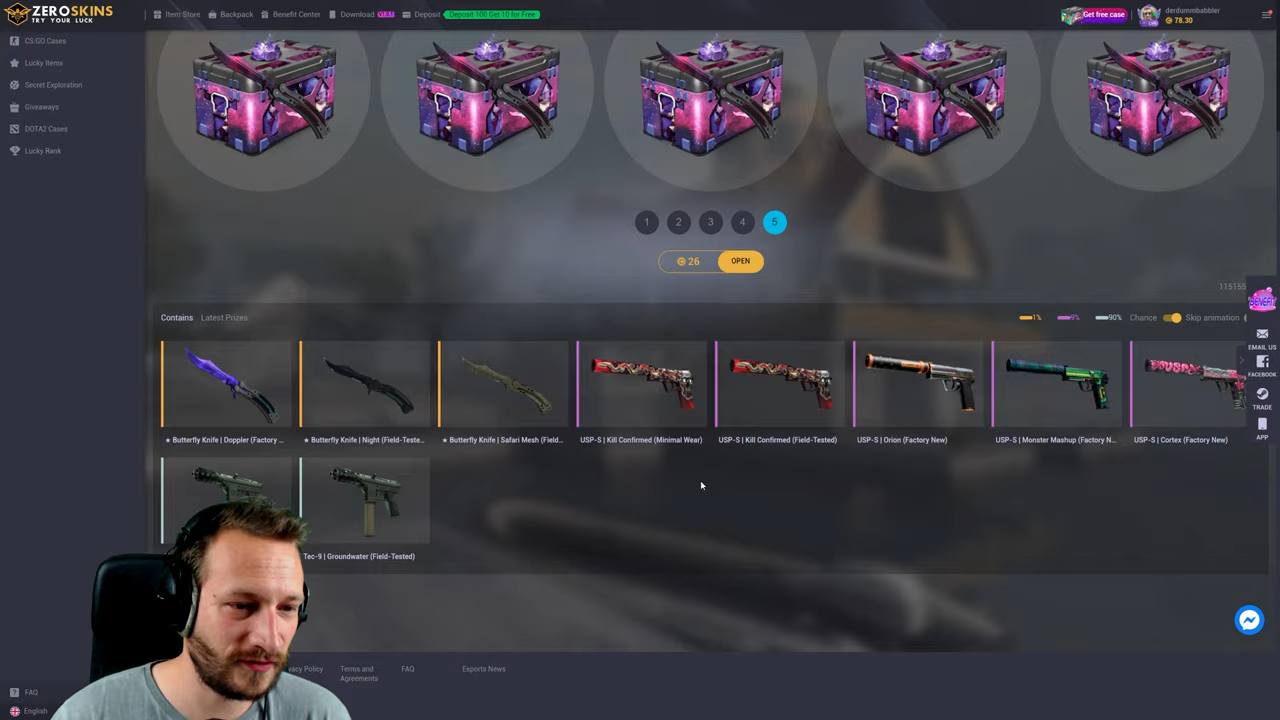 ZEROSKINS
TRY YOUR LUCK
Item Store
Backpack
Benefit Center
Download
Deposit
Deposit 100 Get 10 for Free
Get free case
derdummbabbler
78.30
CS:GO Cases
Lucky Items
Secret Exploration
Giveaways
DOTA2 Cases
Lucky Rank
1 2 3 4 5
26 OPEN
115155
Contains Latest Prizes
1% 9% 90% Chance Skip animation
★ Butterfly Knife | Doppler (Factory ...
★ Butterfly Knife | Night (Field-Teste...
★ Butterfly Knife | Safari Mesh (Field...
USP-S | Kill Confirmed (Minimal Wear)
USP-S | Kill Confirmed (Field-Tested)
USP-S | Orion (Factory New)
USP-S | Monster Mashup (Factory N...
USP-S | Cortex (Factory New)
Tec-9 | Groundwater (Field-Tested)
BENEFIT
EMAIL US
FACEBOOK
TRADE
APP
Policy
Terms and
Agreements
FAQ
Esports News
FAQ
English